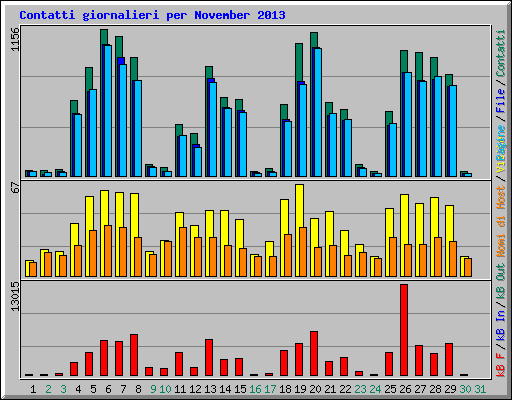 Contatti giornalieri per November 2013
1156
67
13015
kB F/kB In/kB Out Nomi di Host/Visite/Pagine/File/Contatti
1 2 3 4 5 6 7 8 9 10 11 12 13 14 15 16 17 18 19 20 21 22 23 24 25 26 27 28 29 30 31